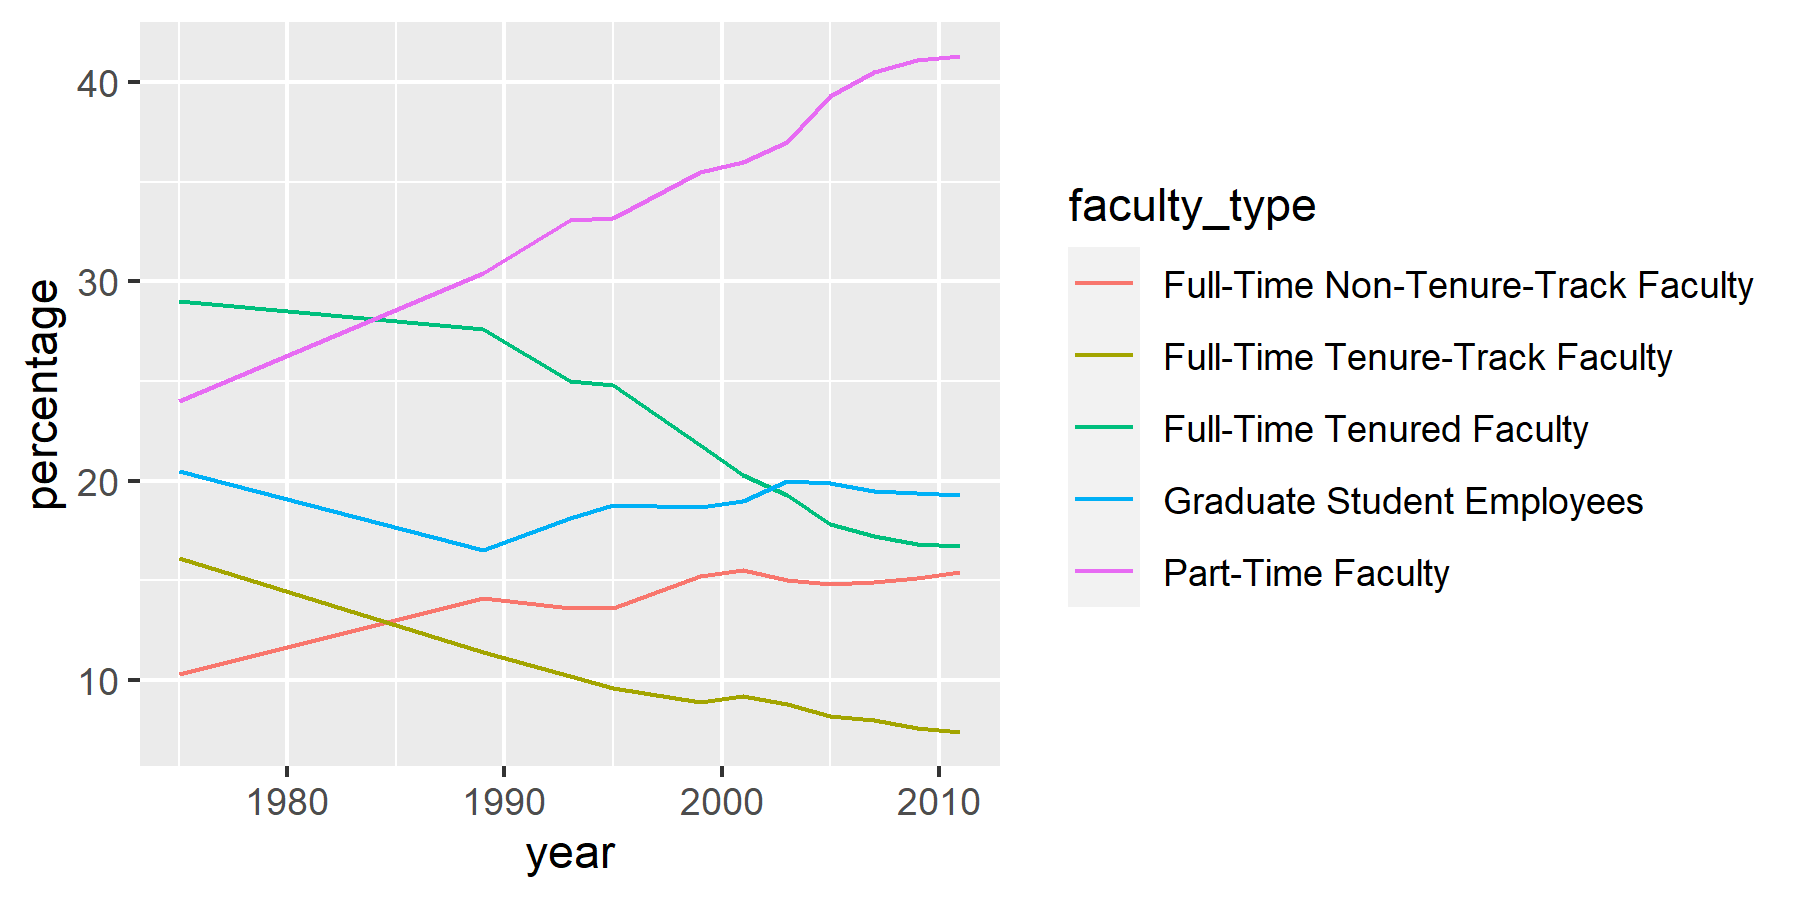 percentage
40
30
20
10
1980 1990 2000 2010
year
faculty_type
Full-Time Non-Tenure-Track Faculty
Full-Time Tenure-Track Faculty
Full-Time Tenured Faculty
Graduate Student Employees
Part-Time Faculty